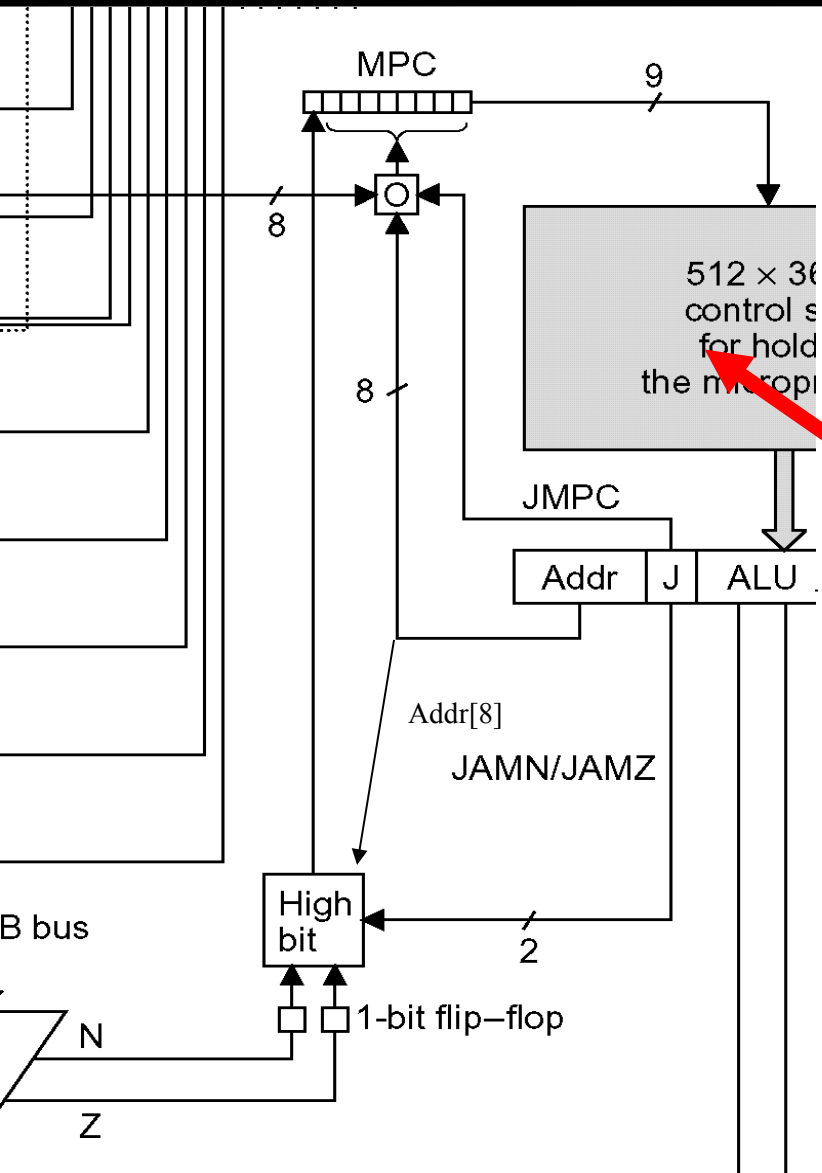 MPC
9
8
512 × 36
control s
for hold
the microp
8
JMPC
Addr
J
ALU
Addr[8]
JAMN/JAMZ
High
bit
B bus
2
1-bit flip–flop
N
Z